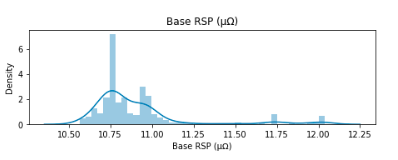 Base RSP (μΩ)
Density
6
4
2
0
10.50 10.75 11.00 11.25 11.50 11.75 12.00 12.25
Base RSP (μΩ)